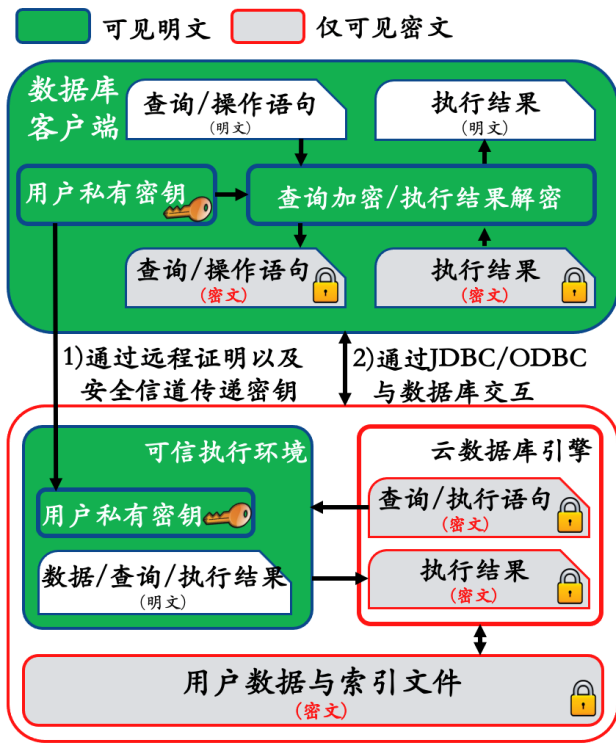 可见明文
仅可见密文
数据库
客户端
查询/操作语句
(明文)
执行结果
(明文)
用户私有密钥
查询加密/执行结果解密
查询/操作语句
(密文)
执行结果
(密文)
1)通过远程证明以及
安全信道传递密钥
2)通过JDBC/ODBC
与数据库交互
可信执行环境
云数据库引擎
用户私有密钥
查询/执行语句
(密文)
数据/查询/执行结果
(明文)
执行结果
(密文)
用户数据与索引文件
(密文)